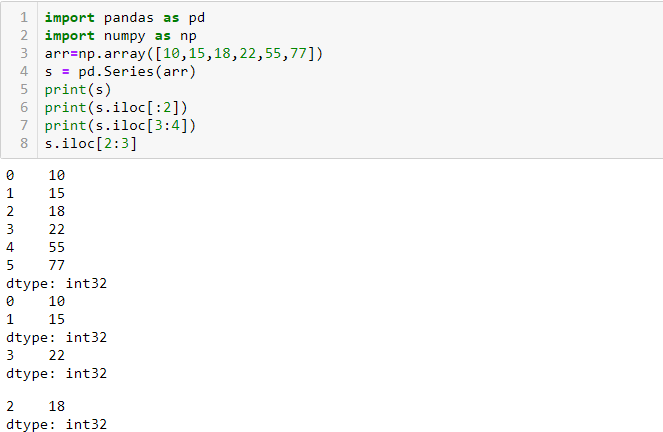 1 import pandas as pd
2 import numpy as np
3 arr=np.array([10,15,18,22,55,77])
4 s = pd.Series(arr)
5 print(s)
6 print(s.iloc[:2])
7 print(s.iloc[3:4])
8 s.iloc[2:3]
0    10
1    15
2    18
3    22
4    55
5    77
dtype: int32
0    10
1    15
dtype: int32
3    22
dtype: int32
2    18
dtype: int32